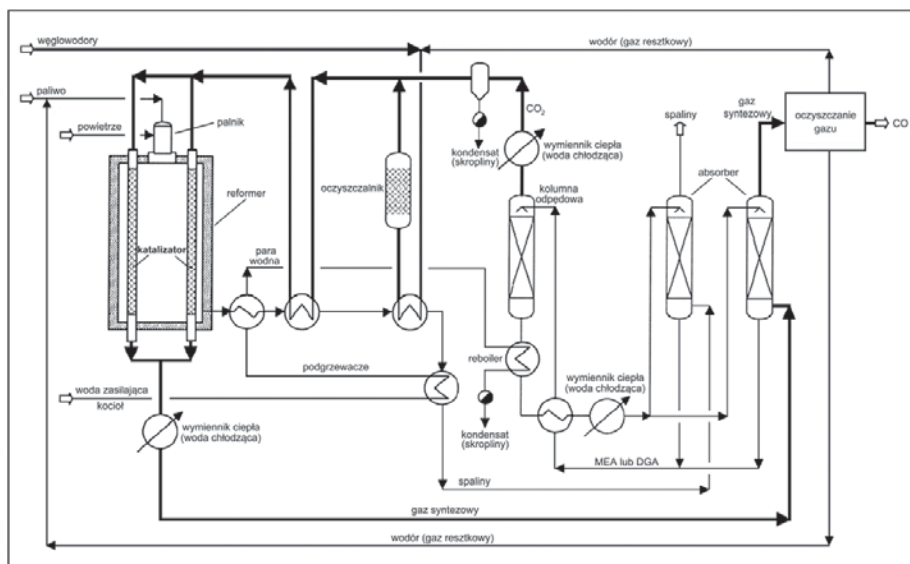 węglowodory
wodór (gaz resztkowy)
paliwo
powietrze
palnik
CO₂
kondensat
(skropliny)
wymiennik ciepła
(woda chłodząca)
spaliny
gaz
syntezowy
oczyszczanie
gazu
CO
reformer
oczyszczalnik
kolumna
odpędowa
absorber
katalizator
para
wodna
reboiler
podgrzewacze
woda zasilająca
kocioł
wymiennik ciepła
(woda chłodząca)
kondensat
(skropliny)
wymiennik ciepła
(woda chłodząca)
MEA lub DGA
spaliny
gaz syntezowy
wodór (gaz resztkowy)